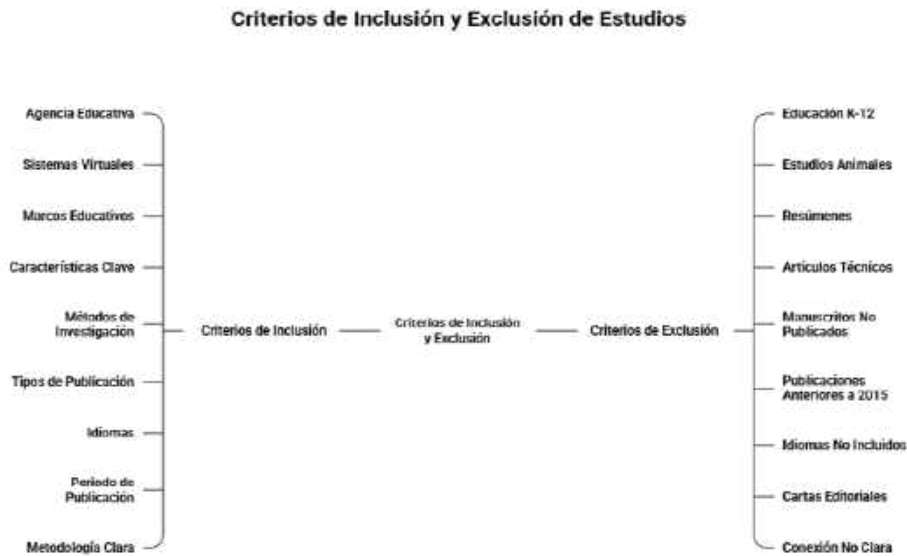 Criterios de Inclusión y Exclusión de Estudios
Agencia Educativa
Sistemas Virtuales
Marcos Educativos
Características Clave
Métodos de
Investigación
Tipos de Publicación
Idiomas
Periodo de
Publicación
Metodología Clara
Criterios de Inclusión
Criterios de Inclusión
y Exclusión
Criterios de Exclusión
Educación K-12
Estudios Animales
Resúmenes
Artículos Técnicos
Manuscritos No
Publicados
Publicaciones
Anteriores a 2015
Idiomas No Incluidos
Cartas Editoriales
Conexión No Clara